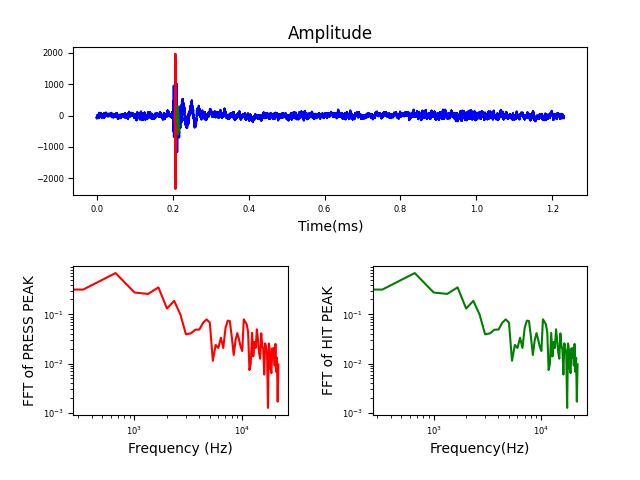 Amplitude
2000
1000
0
−1000
−2000
0.0 0.2 0.4 0.6 0.8 1.0 1.2
Time(ms)
FFT of PRESS PEAK
10⁻¹
10⁻²
10⁻³
10³ 10⁴
Frequency (Hz)
FFT of HIT PEAK
10⁻¹
10⁻²
10⁻³
10³ 10⁴
Frequency(Hz)